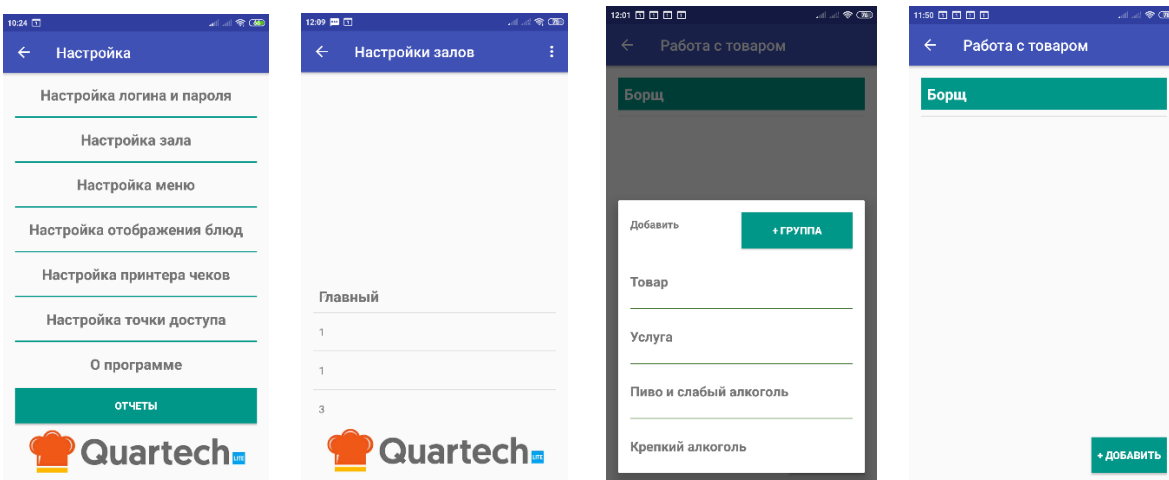 10:24
Настройка
Настройка логина и пароля
Настройка зала
Настройка меню
Настройка отображения блюд
Настройка принтера чеков
Настройка точки доступа
О программе
ОТЧЕТЫ
Quartech LITE
12:09
Настройки залов
Главный
1
1
3
Quartech LITE
12:01
Работа с товаром
Борщ
Добавить
+ ГРУППА
Товар
Услуга
Пиво и слабый алкоголь
Крепкий алкоголь
11:50
Работа с товаром
Борщ
+ ДОБАВИТЬ